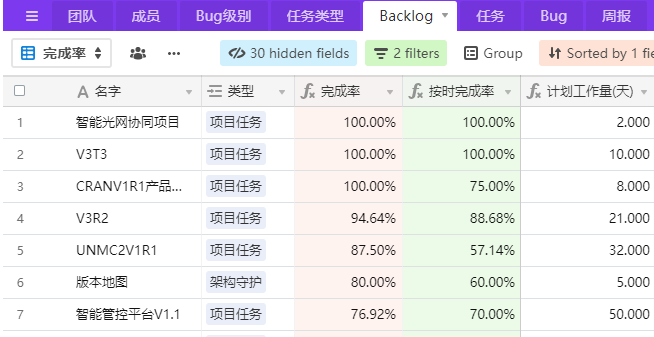 团队 成员 Bug级别 任务类型 Backlog 任务 Bug 周报
完成率 30 hidden fields 2 filters Group Sorted by 1 fie
名字 类型 完成率 按时完成率 计划工作量(天)
1 智能光网协同项目 项目任务 100.00% 100.00% 2.000
2 V3T3 项目任务 100.00% 100.00% 10.000
3 CRANV1R1产品... 项目任务 100.00% 75.00% 8.000
4 V3R2 项目任务 94.64% 88.68% 21.000
5 UNMC2V1R1 项目任务 87.50% 57.14% 32.000
6 版本地图 架构守护 80.00% 60.00% 5.000
7 智能管控平台V1.1 项目任务 76.92% 70.00% 50.000